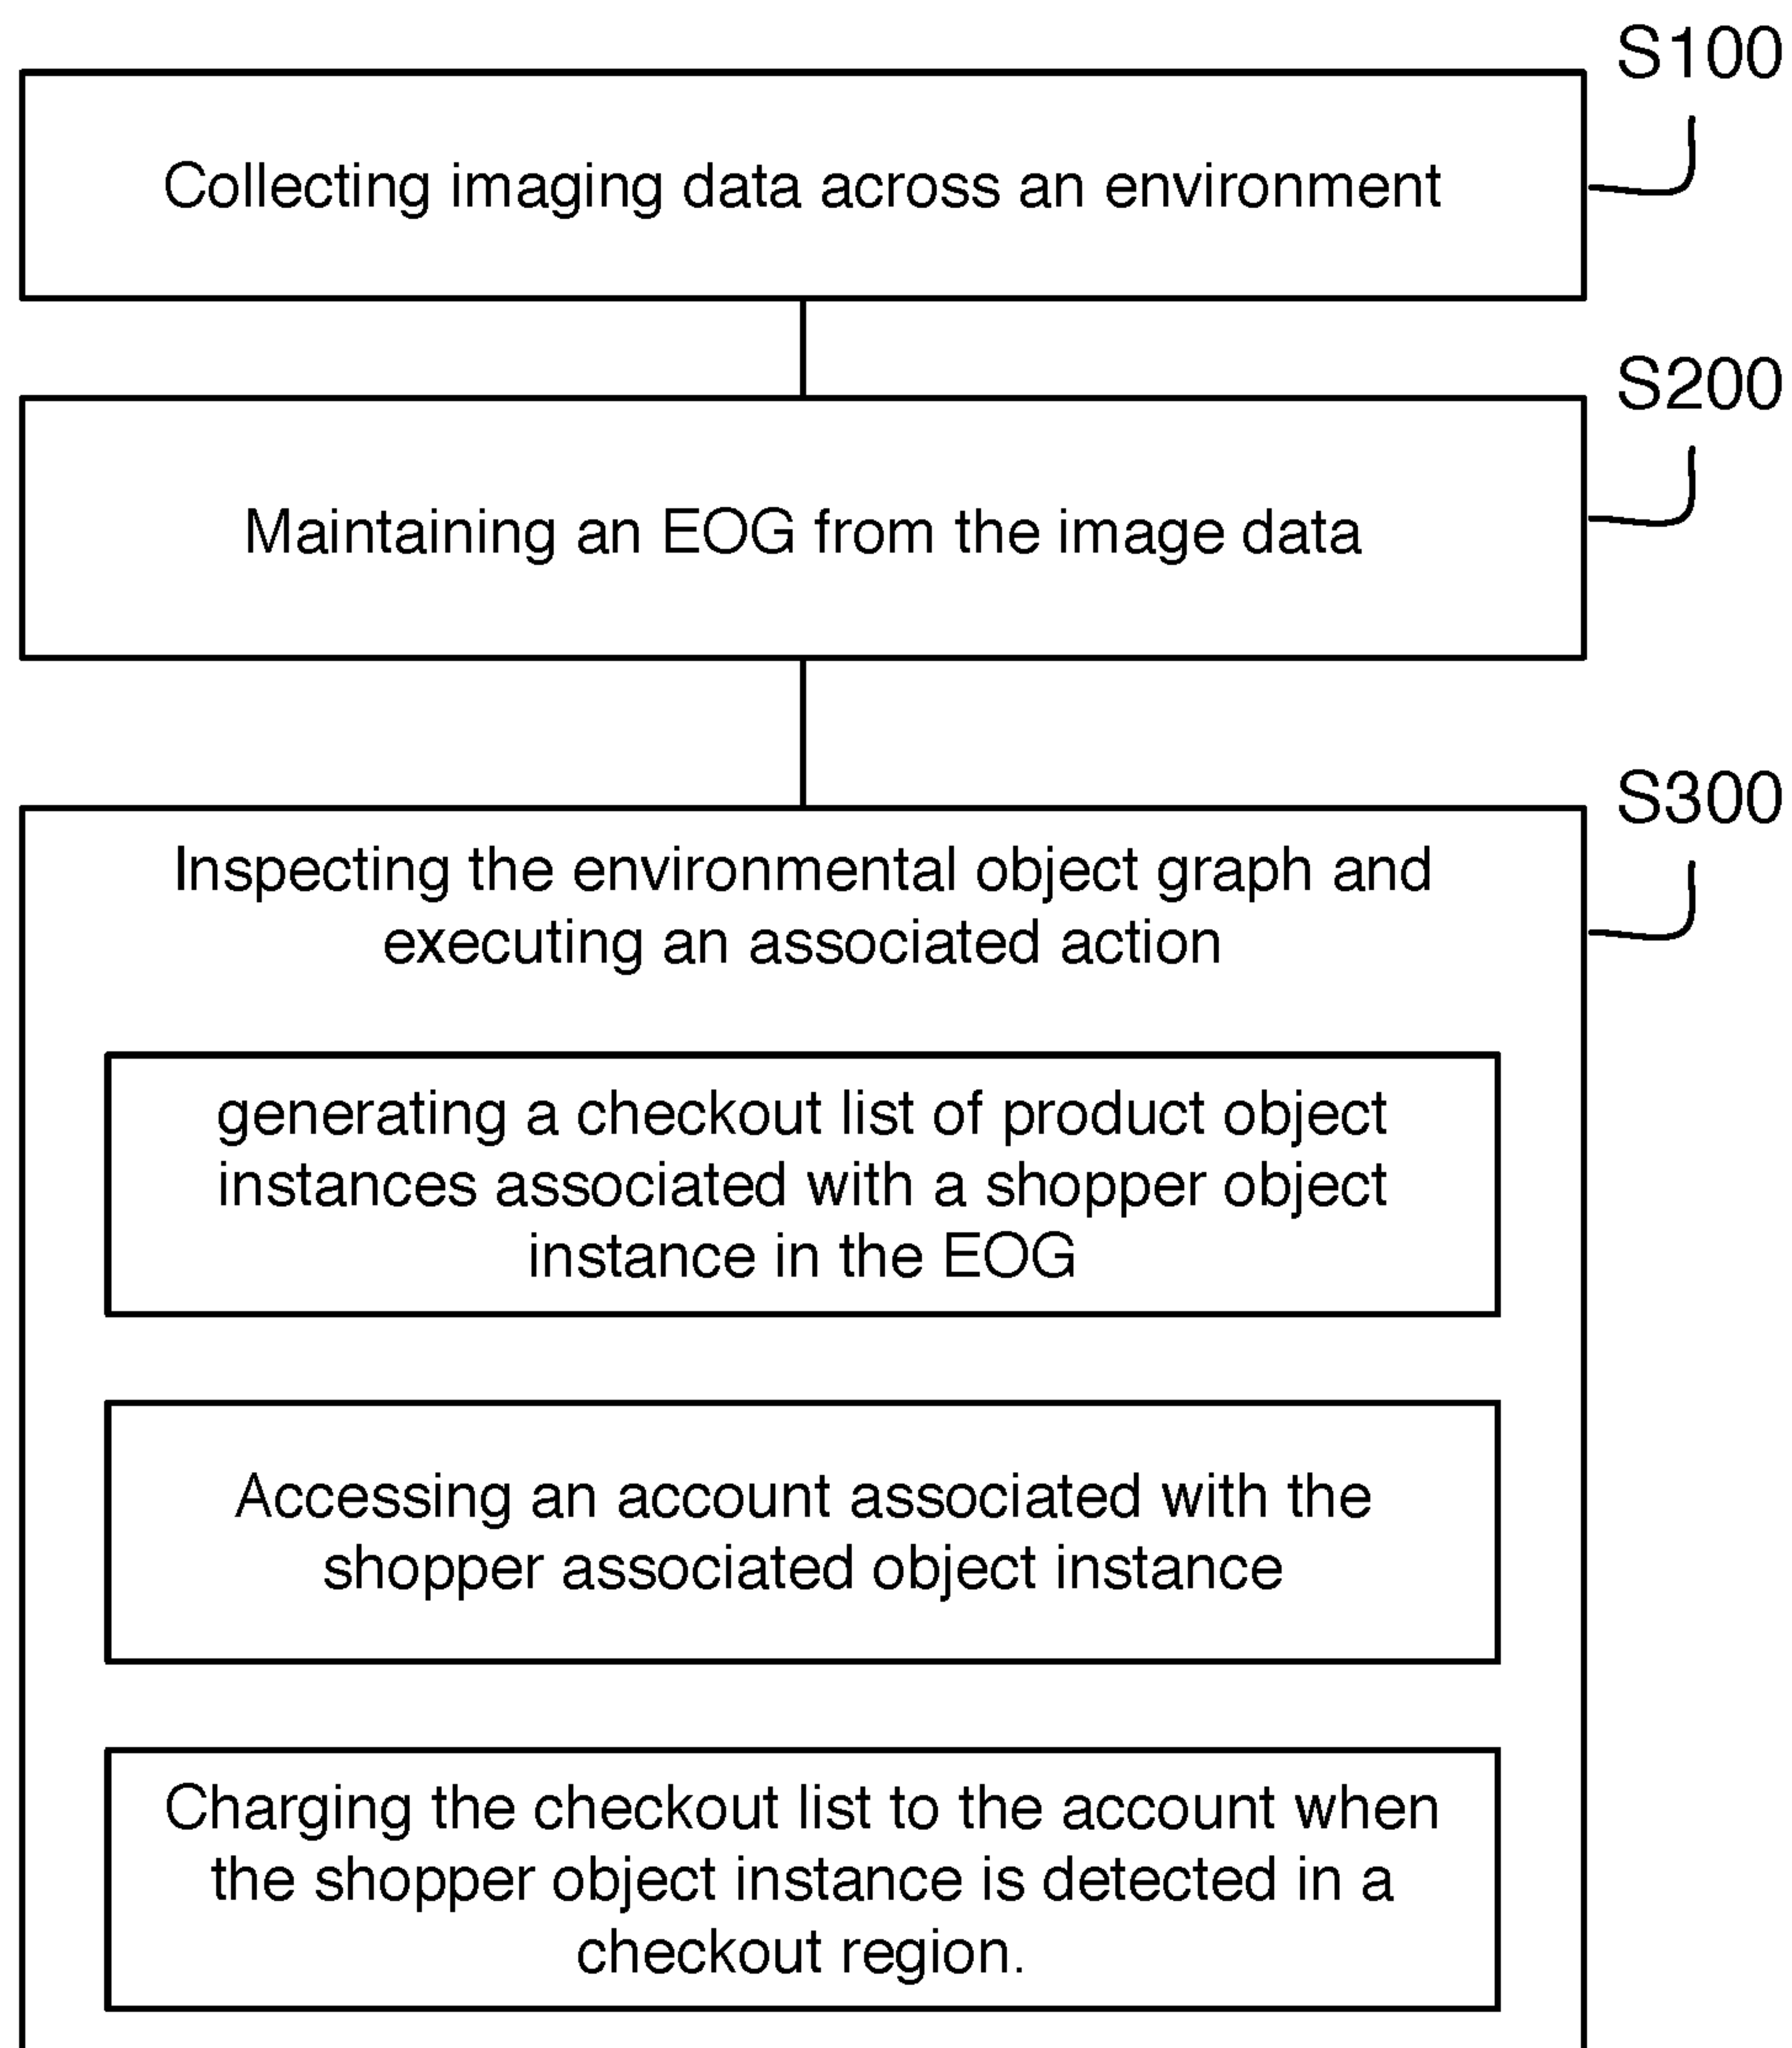 S100
Collecting imaging data across an environment
S200
Maintaining an EOG from the image data
S300
Inspecting the environmental object graph and
executing an associated action
generating a checkout list of product object
instances associated with a shopper object
instance in the EOG
Accessing an account associated with the
shopper associated object instance
Charging the checkout list to the account when
the shopper object instance is detected in a
checkout region.